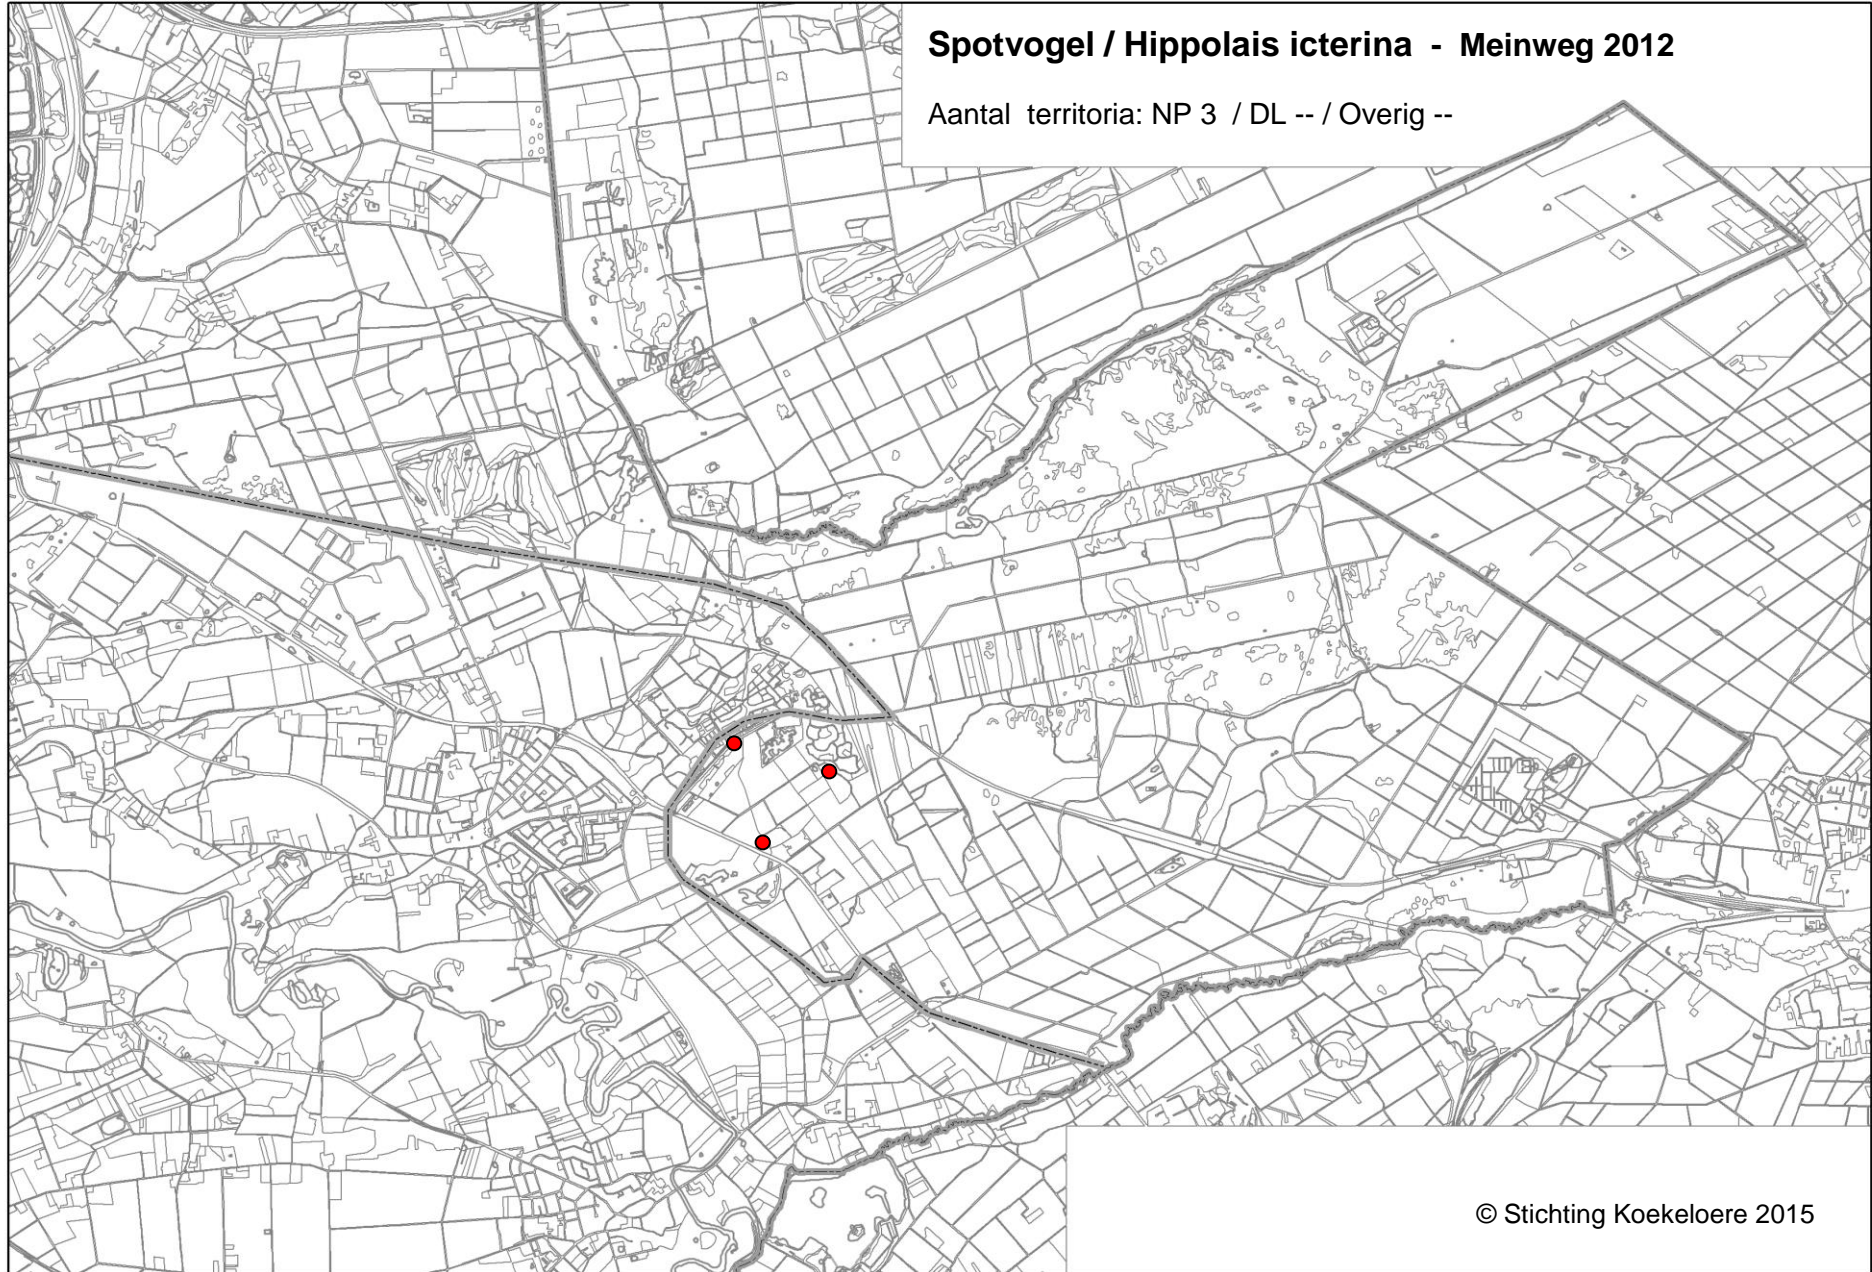 Spotvogel / Hippolais icterina - Meinweg 2012
Aantal territoria: NP 3 / DL -- / Overig --
© Stichting Koekeloere 2015